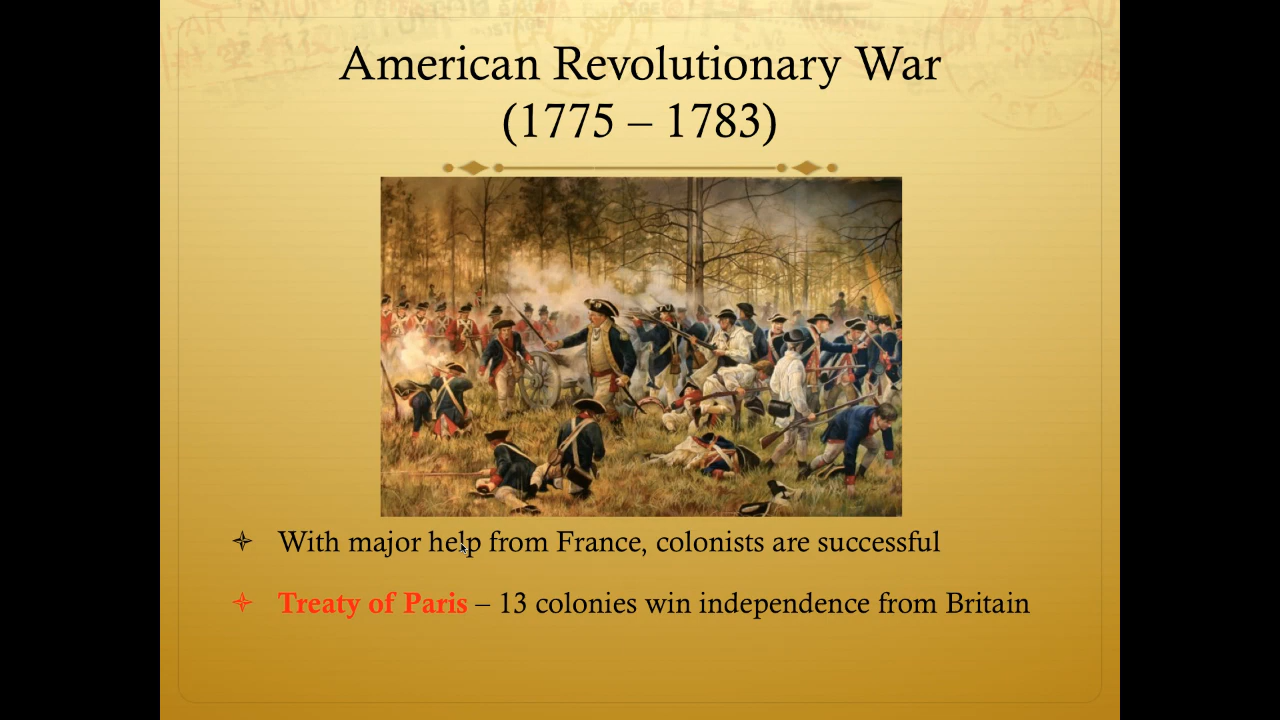 American Revolutionary War
(1775 – 1783)
With major help from France, colonists are successful
Treaty of Paris – 13 colonies win independence from Britain